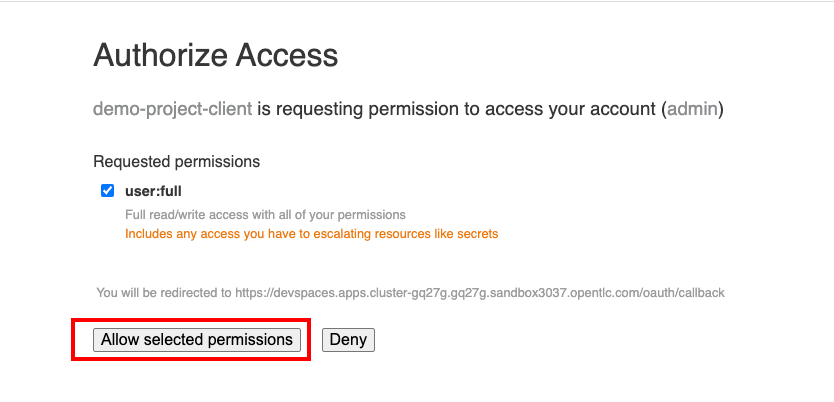 Authorize Access
demo-project-client is requesting permission to access your account (admin)
Requested permissions
user:full
Full read/write access with all of your permissions
Includes any access you have to escalating resources like secrets
You will be redirected to https://devspaces.apps.cluster-gq27g.gq27g.sandbox3037.opentlc.com/oauth/callback
Allow selected permissions Deny